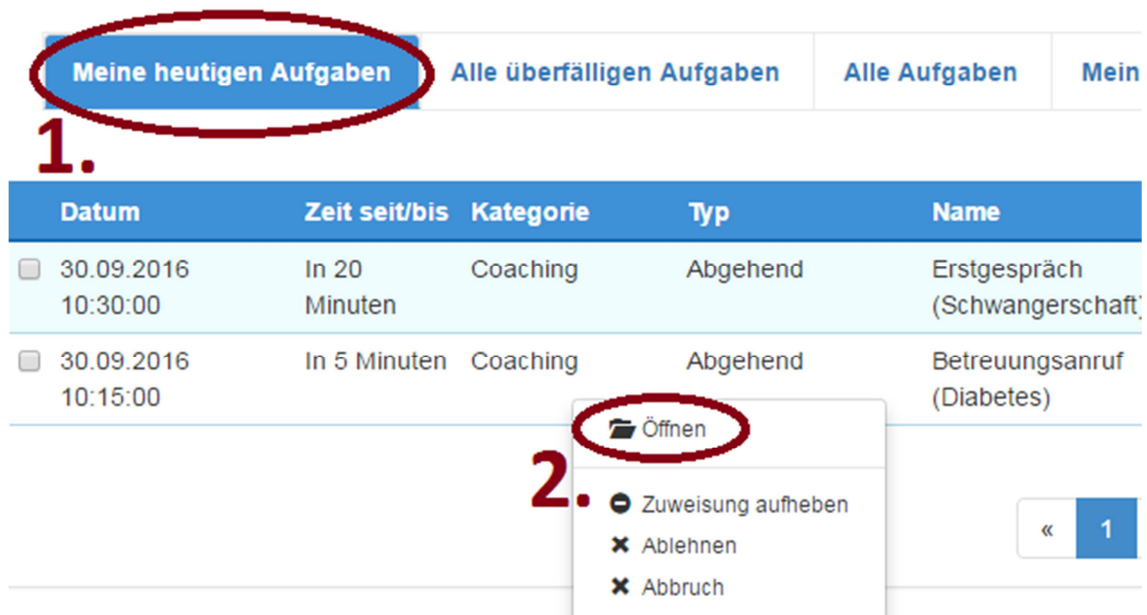 Meine heutigen Aufgaben Alle überfälligen Aufgaben Alle Aufgaben Mein
1.
Datum Zeit seit/bis Kategorie Typ Name
30.09.2016 In 20 Coaching Abgehend Erstgespräch
10:30:00 Minuten (Schwangerschaft)
30.09.2016 In 5 Minuten Coaching Abgehend Betreuungsanruf
10:15:00 (Diabetes)
Öffnen
2.
Zuweisung aufheben
« 1
Ablehnen
Abbruch